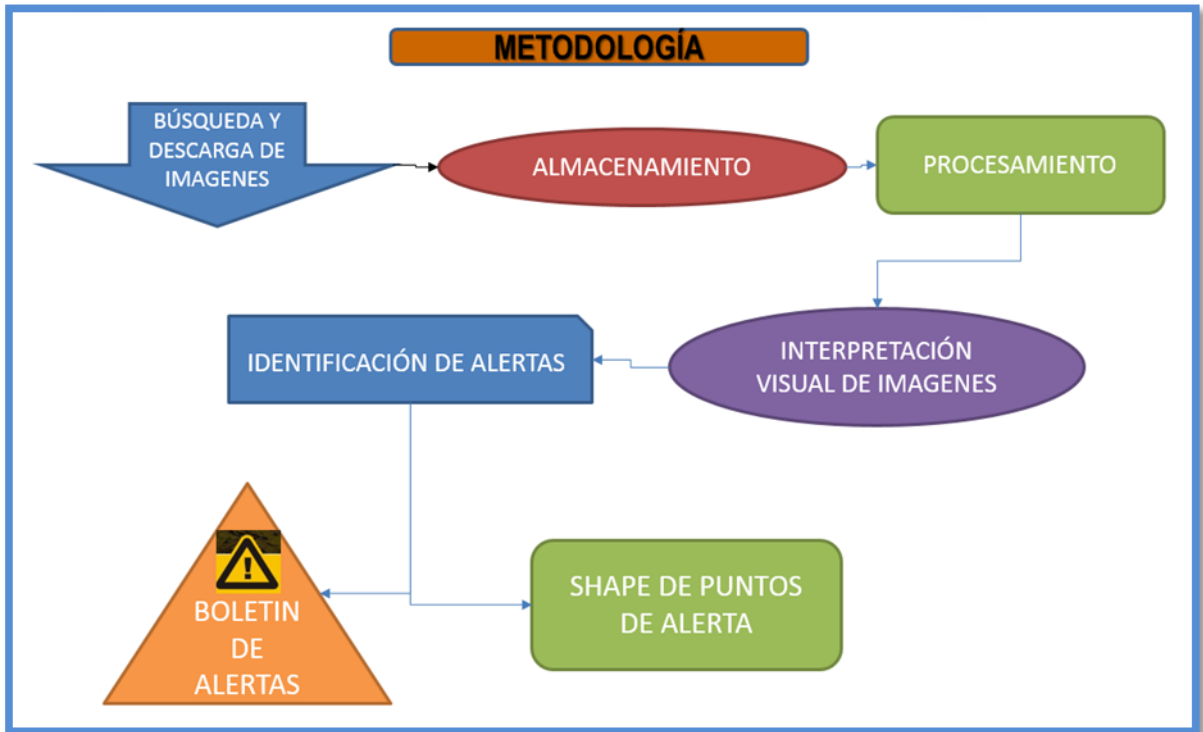 METODOLOGÍA
BÚSQUEDA Y
DESCARGA DE
IMAGENES
ALMACENAMIENTO
PROCESAMIENTO
INTERPRETACIÓN
VISUAL DE IMAGENES
IDENTIFICACIÓN DE ALERTAS
!
BOLETIN
DE
ALERTAS
SHAPE DE PUNTOS
DE ALERTA